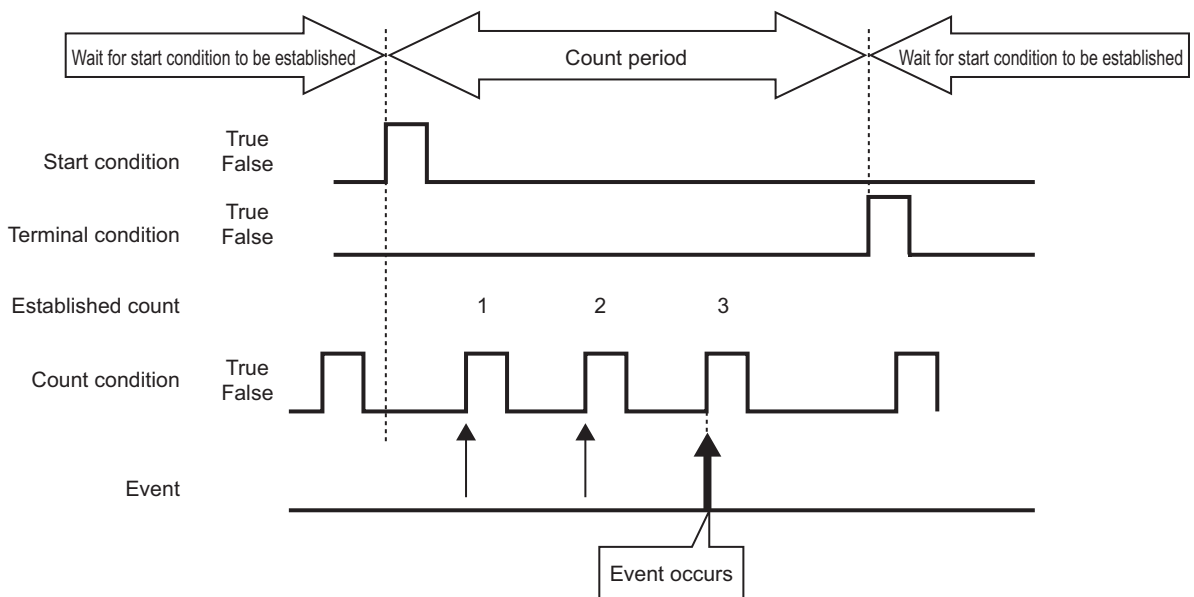 Wait for start condition to be established
Count period
Wait for start condition to be established
Start condition
True
False
Terminal condition
True
False
Established count
1
2
3
Count condition
True
False
Event
Event occurs